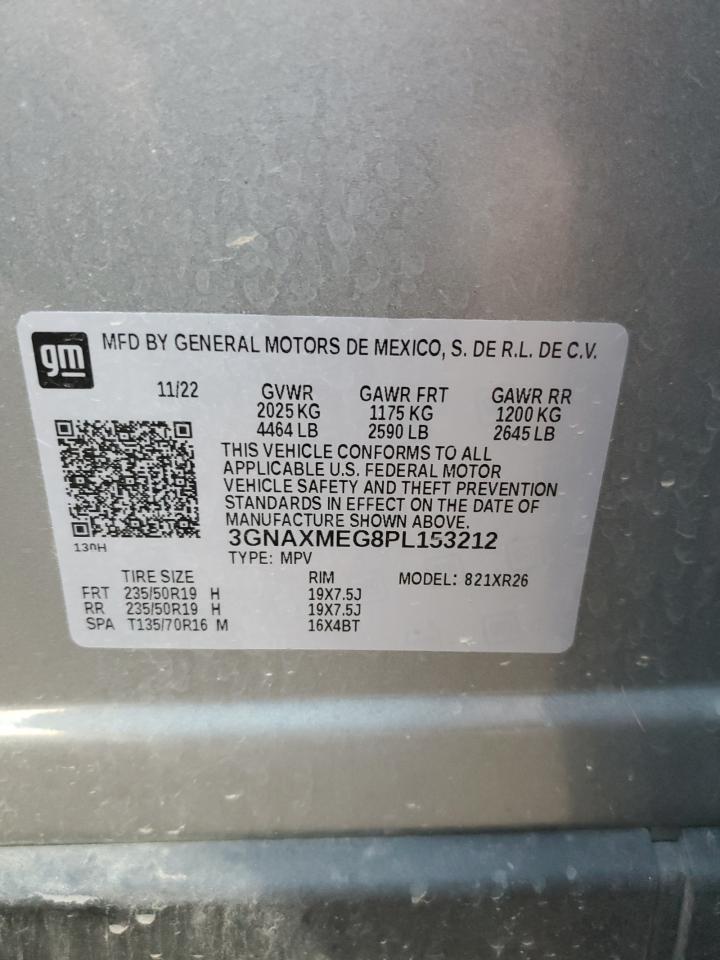 gm
MFD BY GENERAL MOTORS DE MEXICO, S. DE R.L. DE C.V.
11/22 GVWR GAWR FRT GAWR RR
2025 KG 1175 KG 1200 KG
4464 LB 2590 LB 2645 LB
THIS VEHICLE CONFORMS TO ALL
APPLICABLE U.S. FEDERAL MOTOR
VEHICLE SAFETY AND THEFT PREVENTION
STANDARDS IN EFFECT ON THE DATE OF
MANUFACTURE SHOWN ABOVE.
3GNAXMEG8PL153212
TYPE: MPV
TIRE SIZE RIM MODEL: 821XR26
FRT 235/50R19 H 19X7.5J
RR 235/50R19 H 19X7.5J
SPA T135/70R16 M 16X4BT